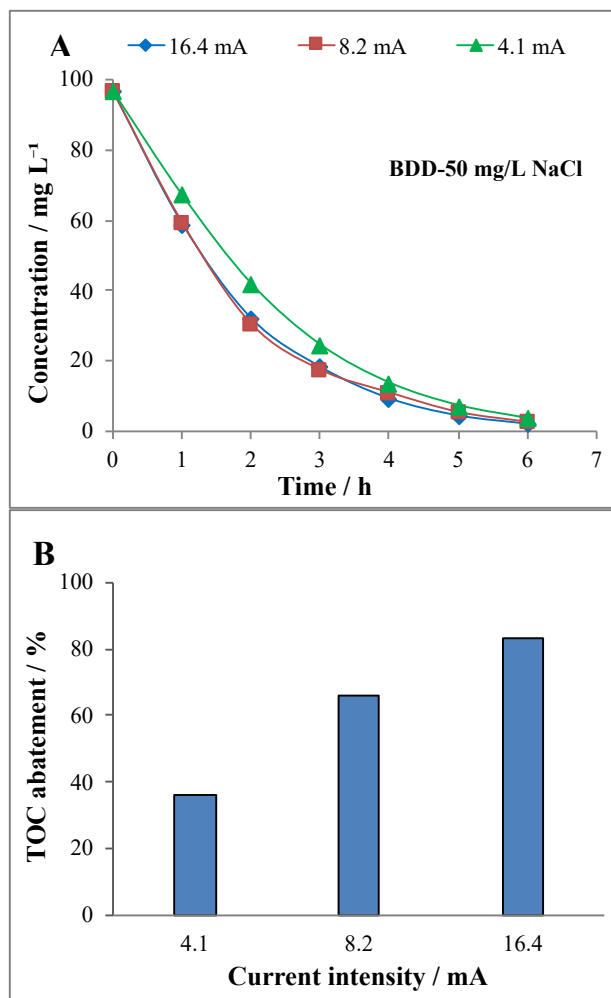 A
16.4 mA 8.2 mA 4.1 mA
100
80
60
40
20
0
Concentration / mg L⁻¹
BDD-50 mg/L NaCl
0 1 2 3 4 5 6 7
Time / h
B
100
80
60
40
20
0
TOC abatement / %
4.1 8.2 16.4
Current intensity / mA